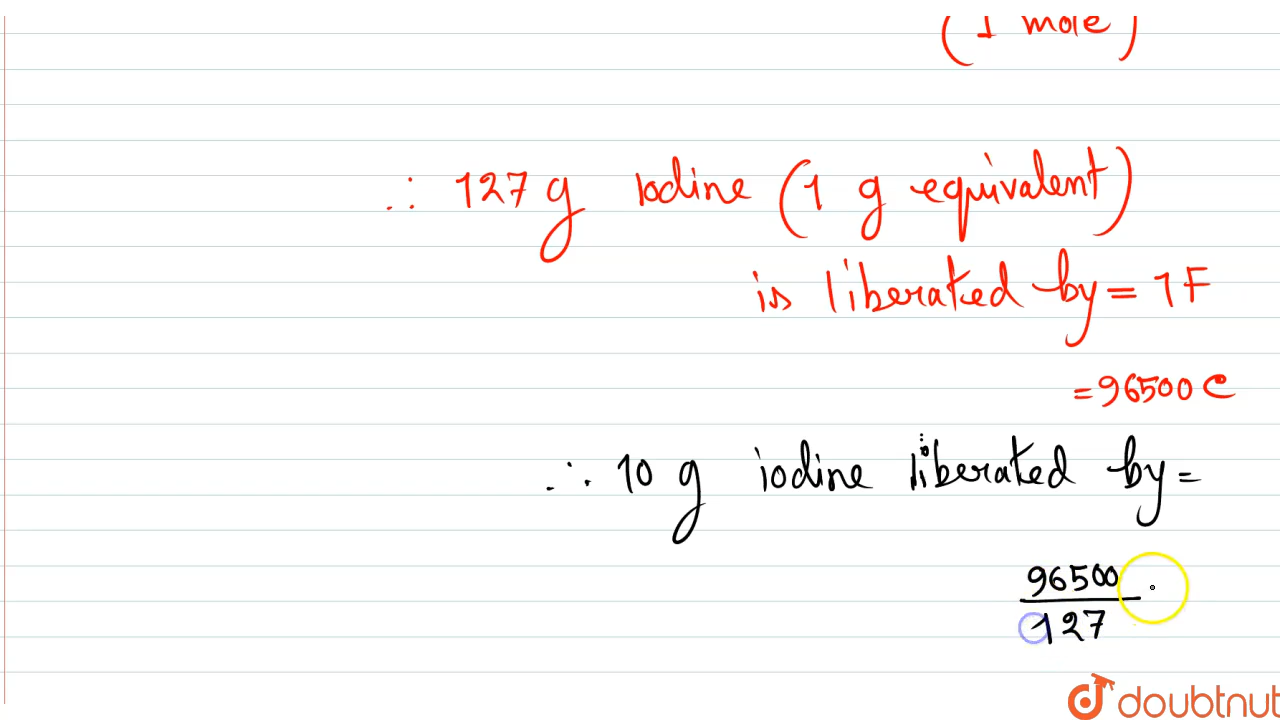 (1 mole)
∴ 127 g Iodine (1 g equivalent)
is liberated by = 1F
= 96500 C
∴ 10 g iodine liberated by =
96500
127
doubtnut